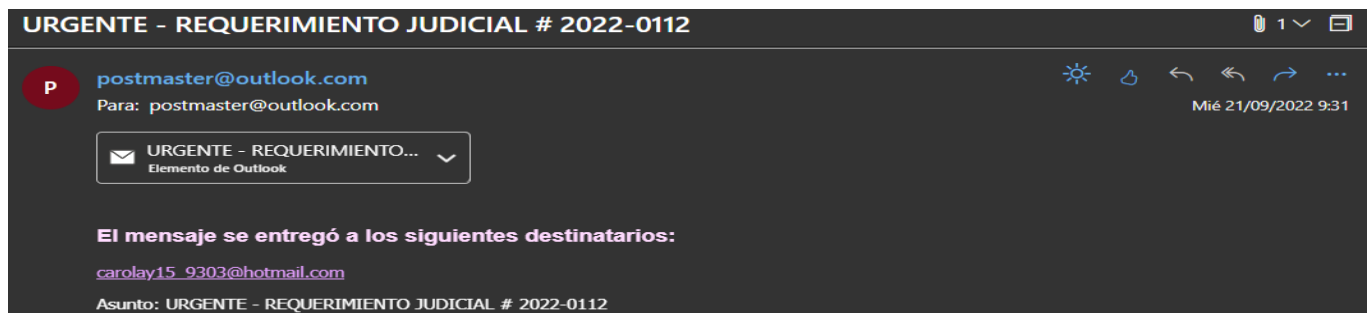 URGENTE - REQUERIMIENTO JUDICIAL # 2022-0112
1
P
postmaster@outlook.com
Para: postmaster@outlook.com
Mié 21/09/2022 9:31
URGENTE - REQUERIMIENTO...
Elemento de Outlook
El mensaje se entregó a los siguientes destinatarios:
carolay15_9303@hotmail.com
Asunto: URGENTE - REQUERIMIENTO JUDICIAL # 2022-0112